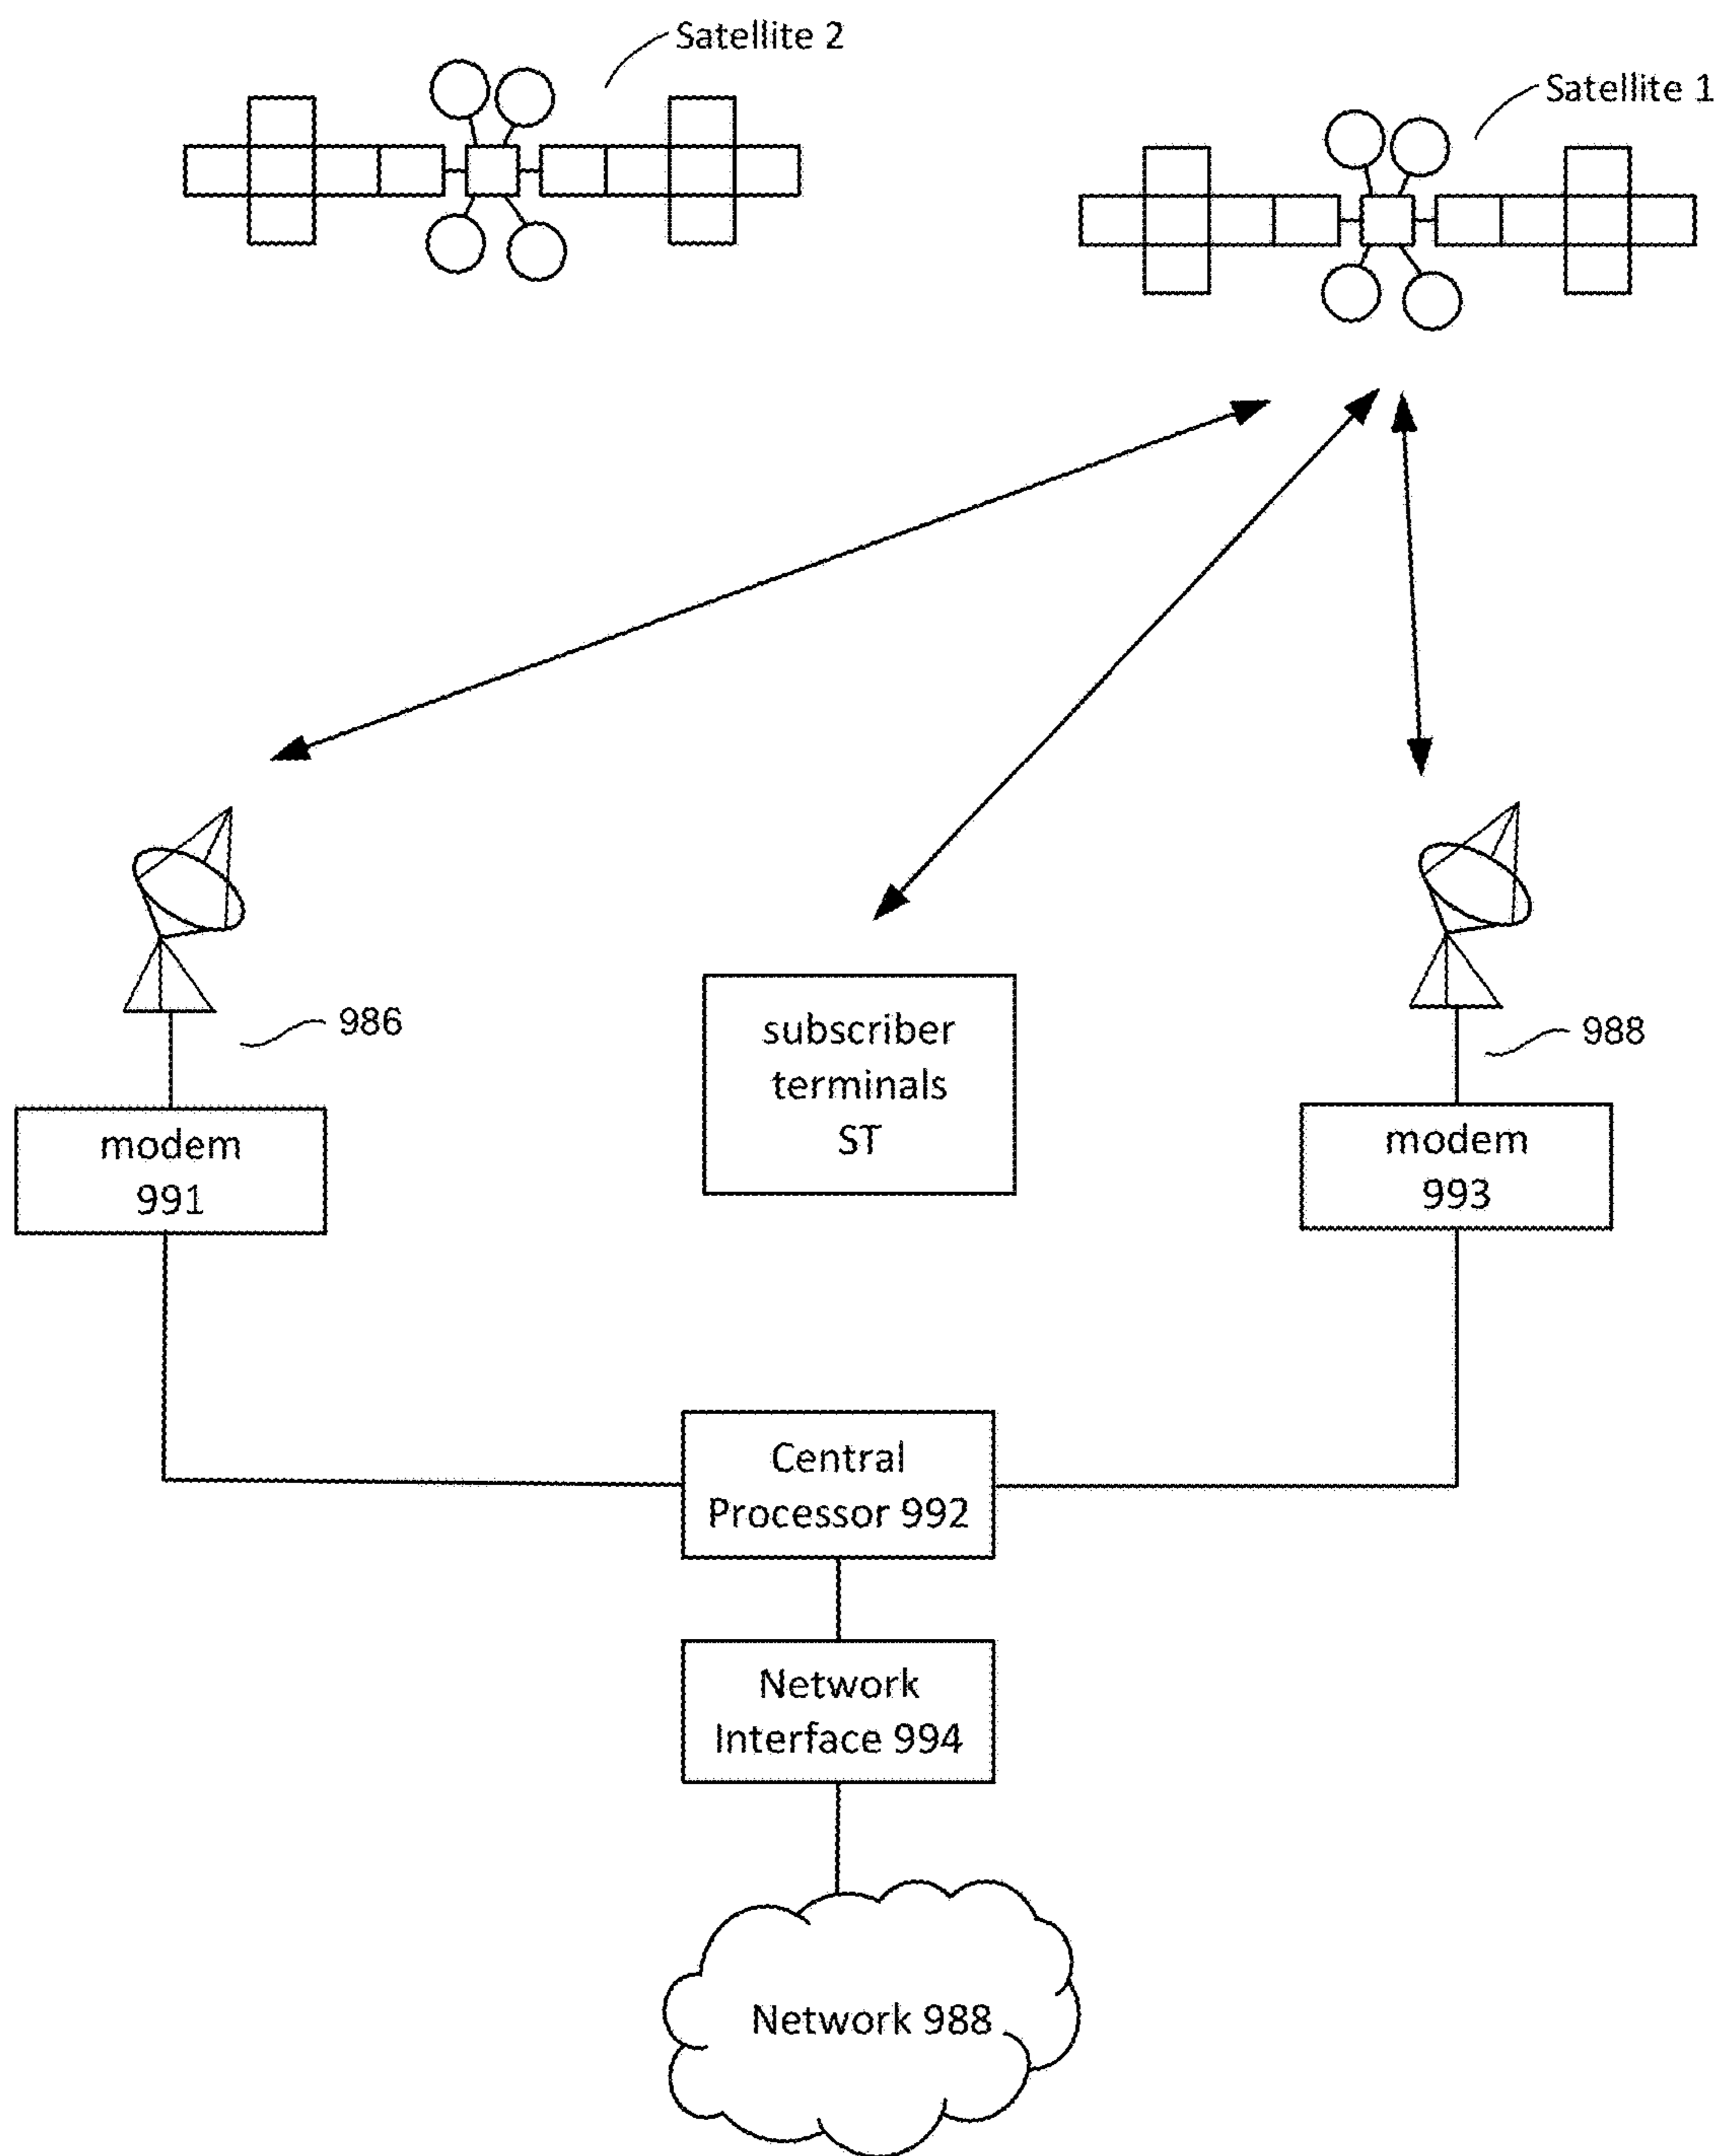 Satellite 2
Satellite 1
986
subscriber
terminals
ST
988
modem
991
modem
993
Central
Processor 992
Network
Interface 994
Network 988